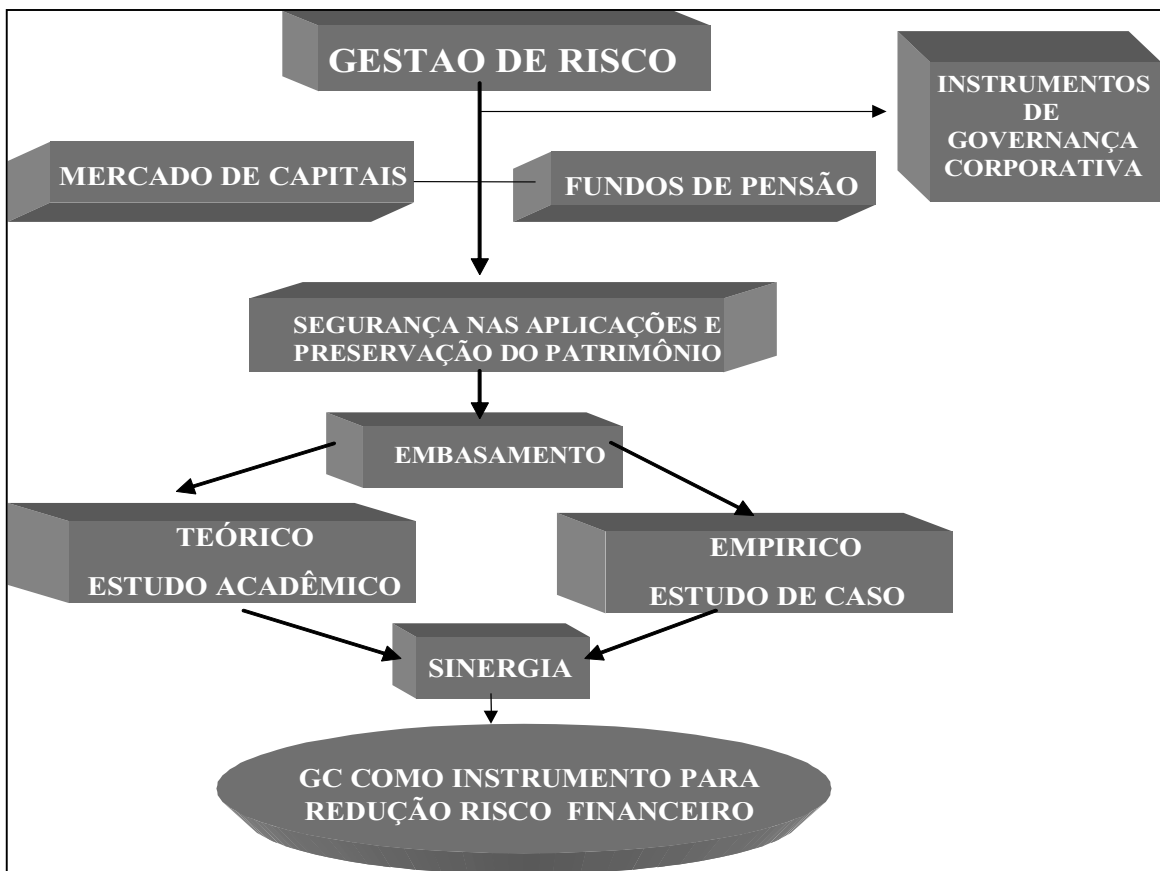 GESTAO DE RISCO
INSTRUMENTOS
DE
GOVERNANÇA
CORPORATIVA
MERCADO DE CAPITAIS
FUNDOS DE PENSÃO
SEGURANÇA NAS APLICAÇÕES E
PRESERVAÇÃO DO PATRIMÔNIO
EMBASAMENTO
TEÓRICO
ESTUDO ACADÊMICO
EMPIRICO
ESTUDO DE CASO
SINERGIA
GC COMO INSTRUMENTO PARA
REDUÇÃO RISCO FINANCEIRO